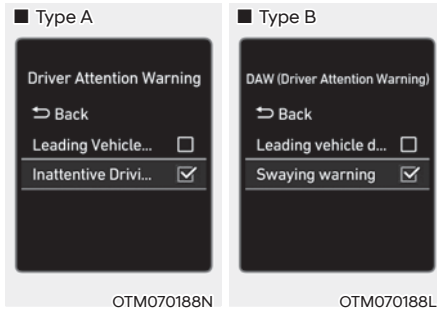 ■ Type A
Driver Attention Warning
Back
Leading Vehicle...
Inattentive Drivi...
OTM070188N
■ Type B
DAW (Driver Attention Warning)
Back
Leading vehicle d...
Swaying warning
OTM070188L